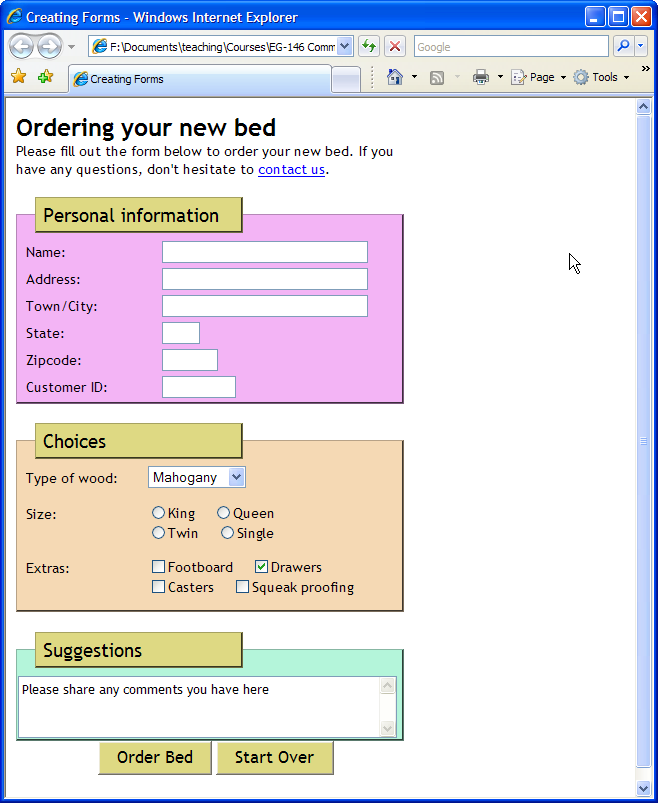 Creating Forms - Windows Internet Explorer
F:\Documents\teaching\Courses\EG-146 Comm
Google
Creating Forms
Page
Tools
»
Ordering your new bed
Please fill out the form below to order your new bed. If you
have any questions, don't hesitate to contact us.
Personal information
Name:
Address:
Town/City:
State:
Zipcode:
Customer ID:
Choices
Type of wood: Mahogany
Size: King Queen
Twin Single
Extras: Footboard Drawers
Casters Squeak proofing
Suggestions
Please share any comments you have here
Order Bed Start Over